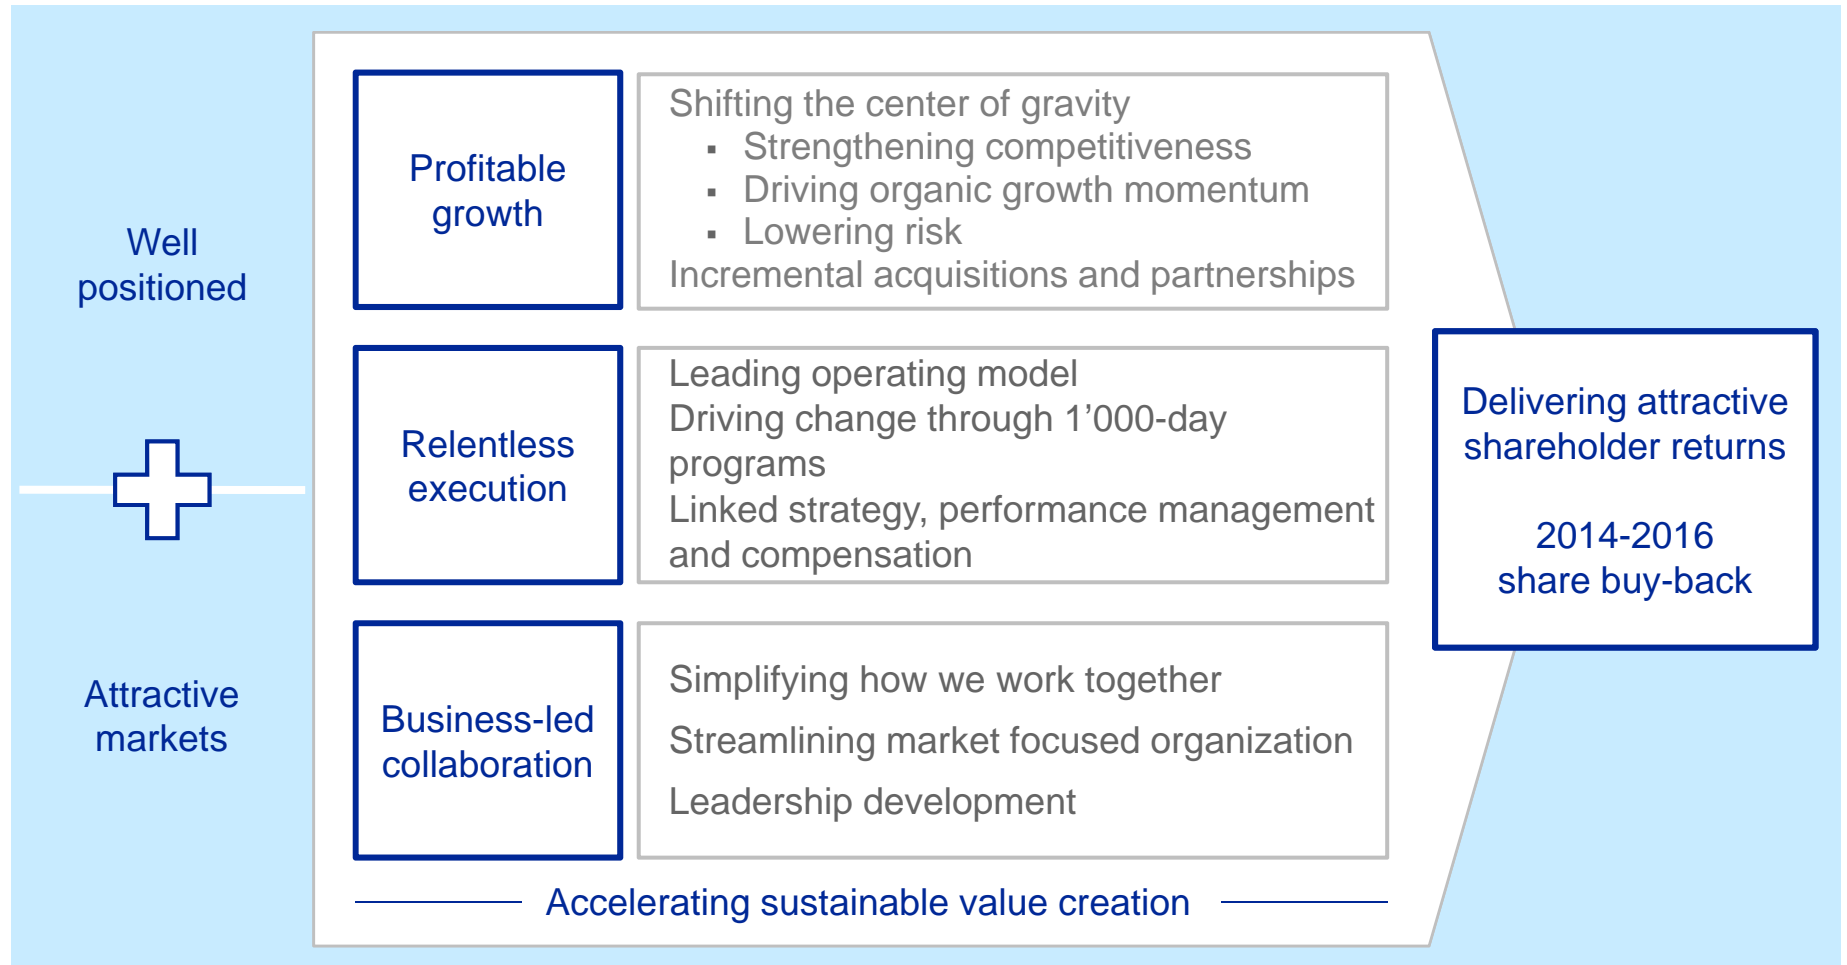 Well
positioned
Attractive
markets
Profitable
growth
Shifting the center of gravity
▪ Strengthening competitiveness
▪ Driving organic growth momentum
▪ Lowering risk
Incremental acquisitions and partnerships
Relentless
execution
Leading operating model
Driving change through 1’000-day
programs
Linked strategy, performance management
and compensation
Business-led
collaboration
Simplifying how we work together
Streamlining market focused organization
Leadership development
Accelerating sustainable value creation
Delivering attractive
shareholder returns
2014-2016
share buy-back